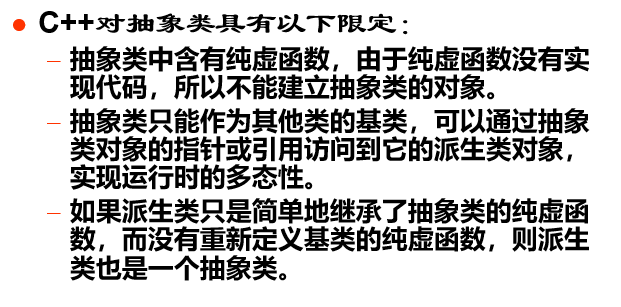 ● C++对抽象类具有以下限定:
– 抽象类中含有纯虚函数，由于纯虚函数没有实
现代码，所以不能建立抽象类的对象。
– 抽象类只能作为其他类的基类，可以通过抽象
类对象的指针或引用访问到它的派生类对象，
实现运行时的多态性。
– 如果派生类只是简单地继承了抽象类的纯虚函
数，而没有重新定义基类的纯虚函数，则派生
类也是一个抽象类。